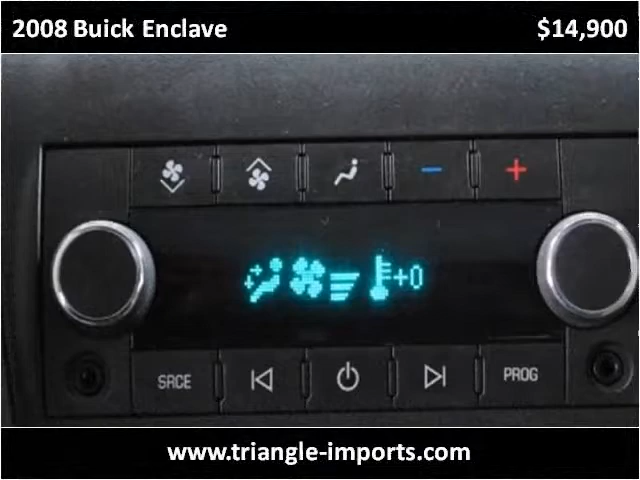 2008 Buick Enclave $14,900
− +
+0
SRCE PROG
www.triangle-imports.com